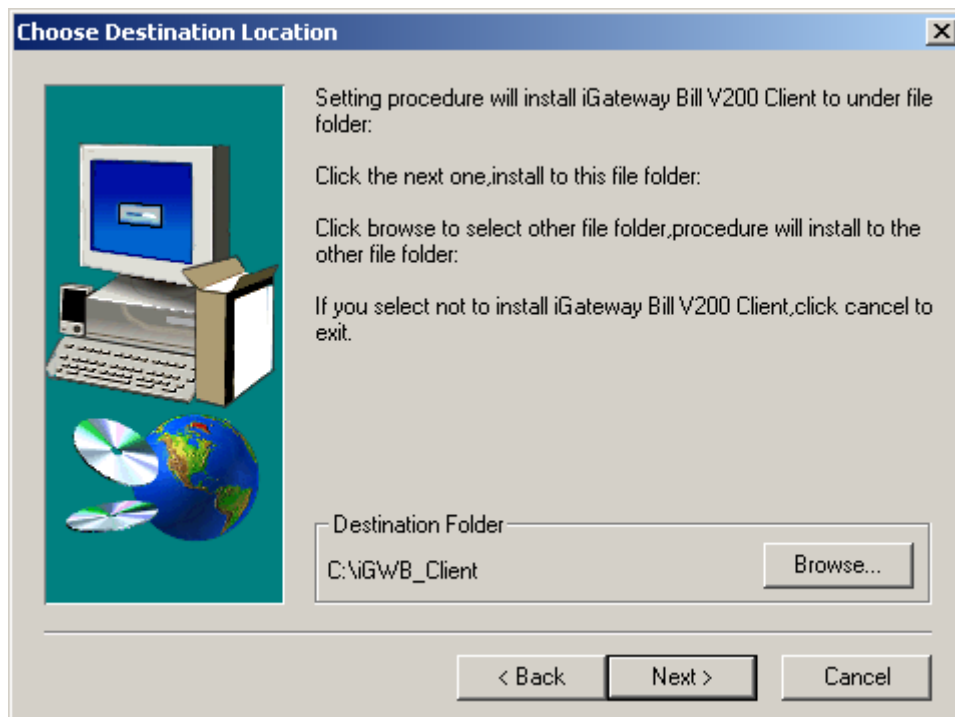 Choose Destination Location
Setting procedure will install iGateway Bill V200 Client to under file
folder:
Click the next one,install to this file folder:
Click browse to select other file folder,procedure will install to the
other file folder:
If you select not to install iGateway Bill V200 Client,click cancel to
exit.
Destination Folder
C:\iGWB_Client
Browse...
< Back
Next >
Cancel